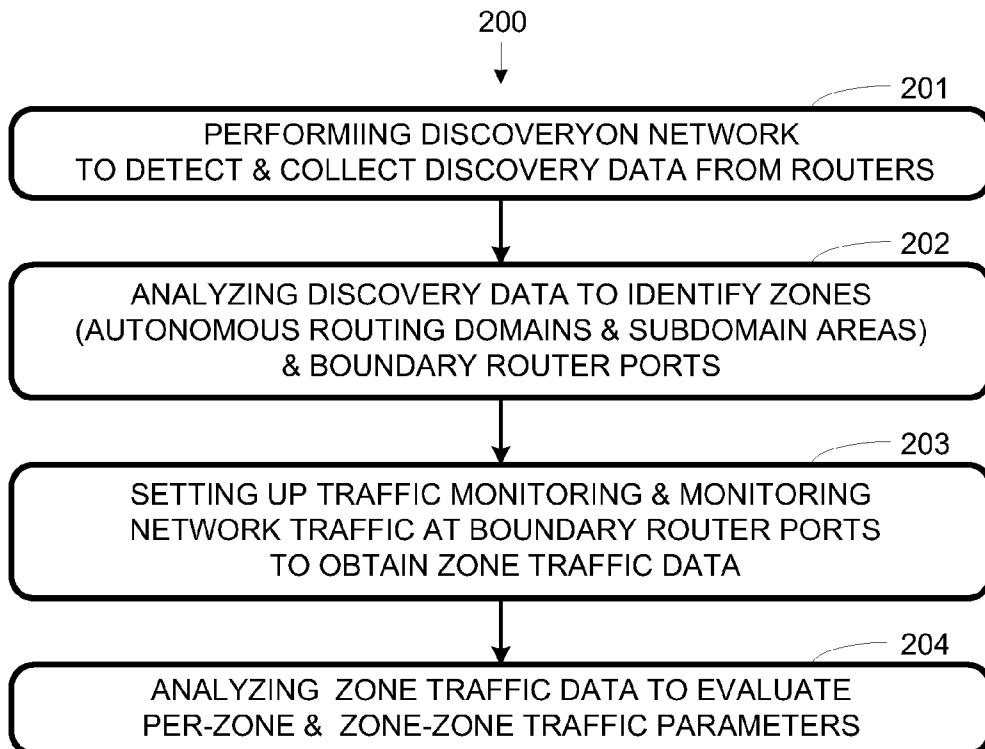 200
201
PERFORMIING DISCOVERYON NETWORK
TO DETECT & COLLECT DISCOVERY DATA FROM ROUTERS
202
ANALYZING DISCOVERY DATA TO IDENTIFY ZONES
(AUTONOMOUS ROUTING DOMAINS & SUBDOMAIN AREAS)
& BOUNDARY ROUTER PORTS
203
SETTING UP TRAFFIC MONITORING & MONITORING
NETWORK TRAFFIC AT BOUNDARY ROUTER PORTS
TO OBTAIN ZONE TRAFFIC DATA
204
ANALYZING ZONE TRAFFIC DATA TO EVALUATE
PER-ZONE & ZONE-ZONE TRAFFIC PARAMETERS